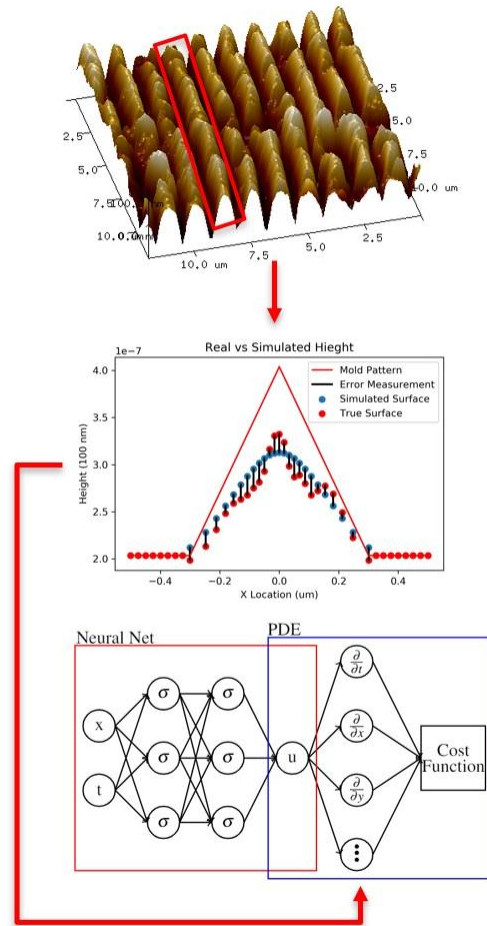 2.5
5.0
7.5
10.0 um
2.5
5.0
7.5
10.0 um
7.5
5.0
2.5
Real vs Simulated Hieght
1e-7
4.0
3.5
3.0
2.5
2.0
Height (100 nm)
Mold Pattern
Error Measurement
Simulated Surface
True Surface
−0.4
−0.2
0.0
0.2
0.4
X Location (um)
Neural Net
PDE
x
t
σ
σ
σ
σ
σ
σ
u
∂/∂t
∂/∂x
∂/∂y
⋮
Cost
Function